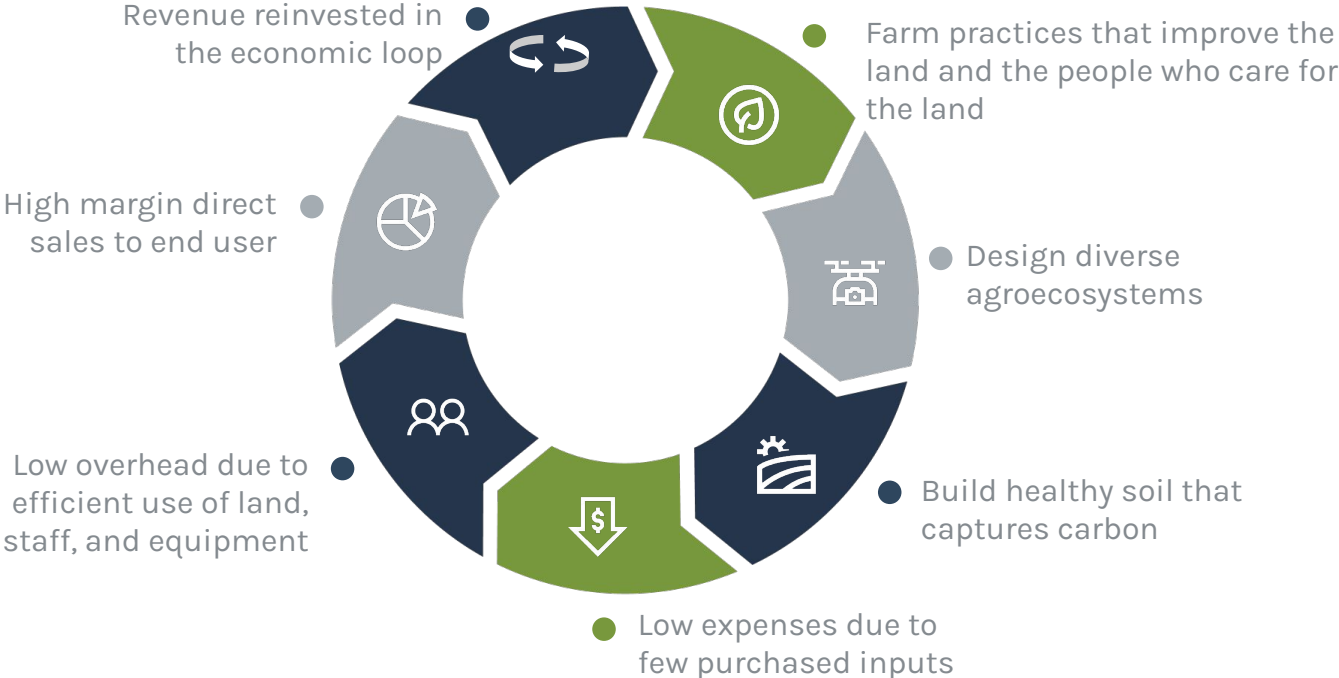 Revenue reinvested in
the economic loop
Farm practices that improve the
land and the people who care for
the land
High margin direct
sales to end user
Design diverse
agroecosystems
Low overhead due to
efficient use of land,
staff, and equipment
Build healthy soil that
captures carbon
$
Low expenses due to
few purchased inputs